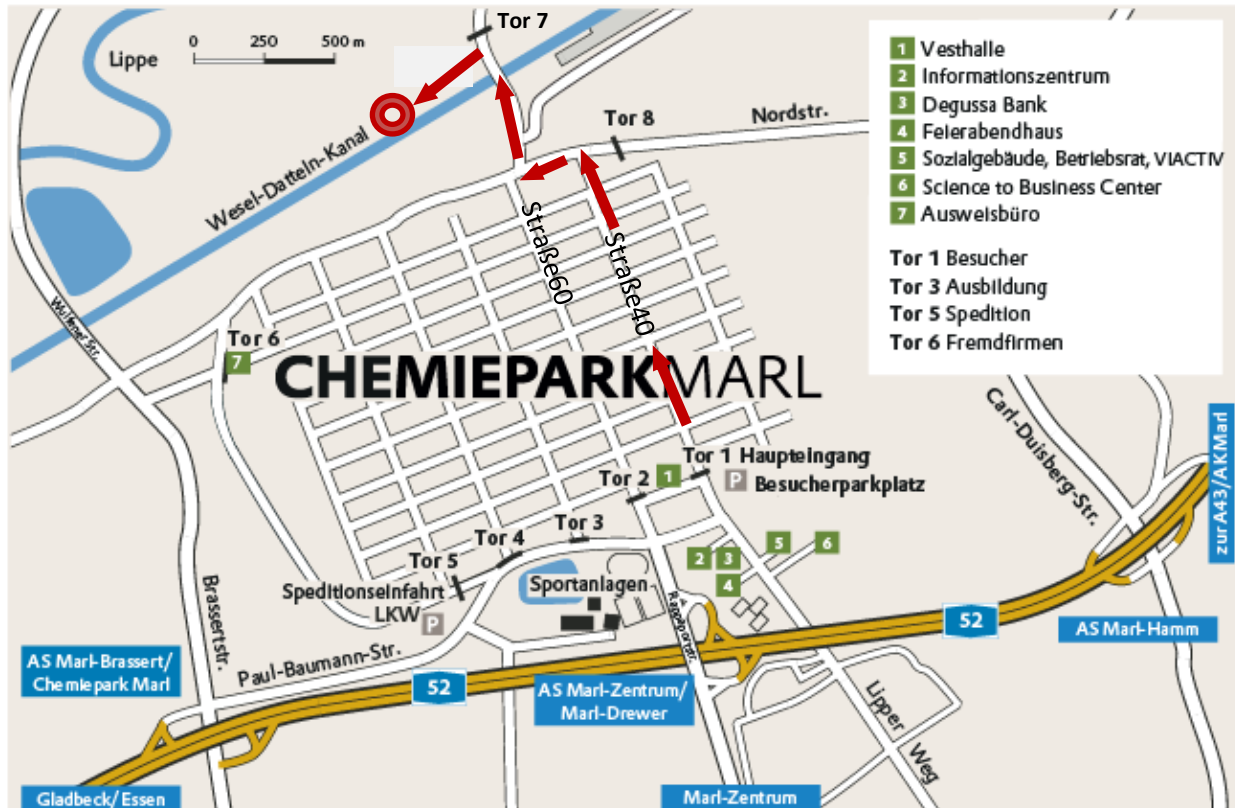 Tor 7
0 250 500 m
Lippe
Wesel-Datteln-Kanal
Tor 8
Nordstr.
1 Vesthalle
2 Informationszentrum
3 Degussa Bank
4 Feierabendhaus
5 Sozialgebäude, Betriebsrat, VIACTIV
6 Science to Business Center
7 Ausweisbüro
Tor 1 Besucher
Tor 3 Ausbildung
Tor 5 Spedition
Tor 6 Fremdfirmen
Straße60
Straße40
Wulfener Str.
Tor 6
7
CHEMIEPARKMARL
Carl-Duisberg-Str.
zur A43/AKMarl
Tor 1 Haupteingang
P Besucherparkplatz
1
Tor 2
Tor 3
Tor 4
Tor 5
2 3 5 6
4
Speditionseinfahrt
LKW P
Sportanlagen
Rappaportstr.
Brassertstr.
Paul-Baumann-Str.
52
52
AS Marl-Hamm
AS Marl-Brassert/
Chemiepark Marl
AS Marl-Zentrum/
Marl-Drewer
Lipper Weg
Gladbeck/Essen
Marl-Zentrum